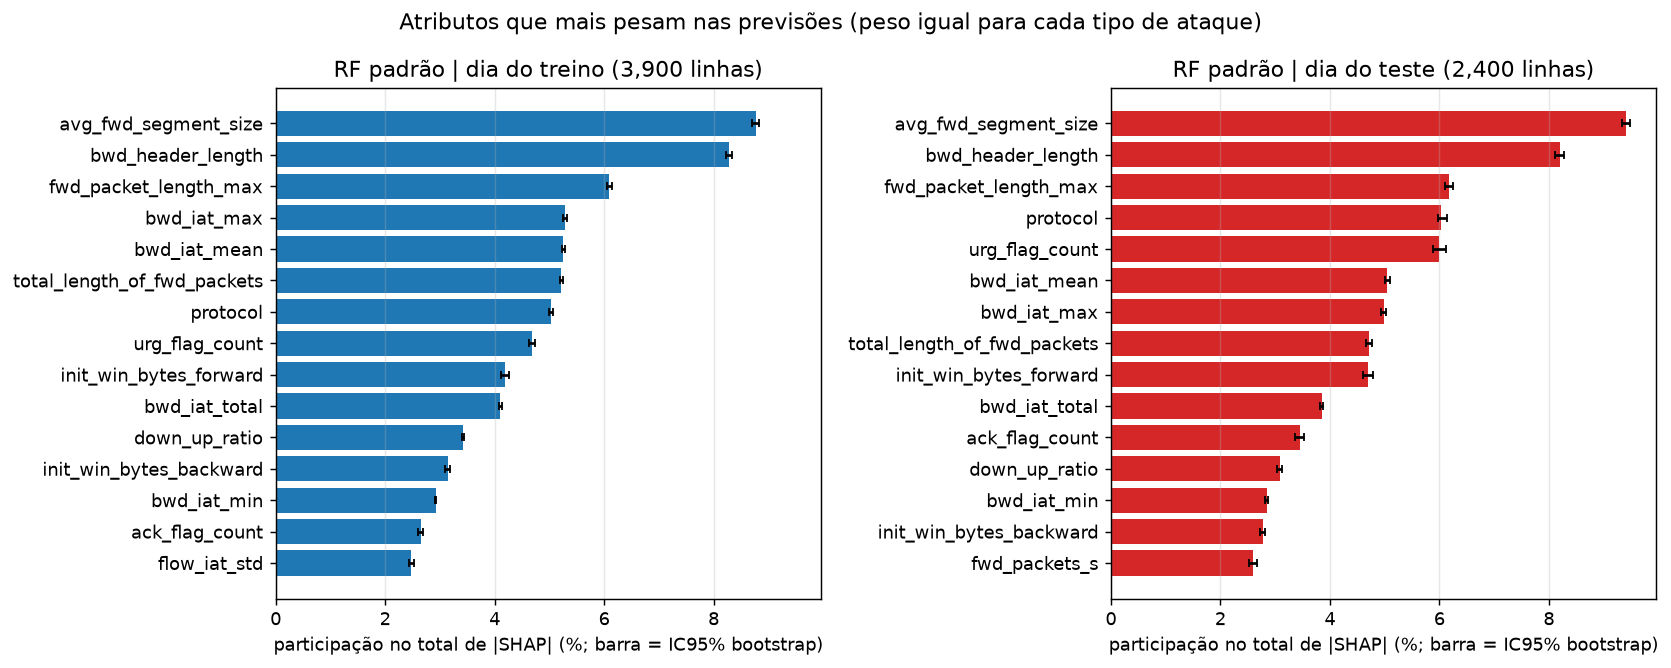 Atributos que mais pesam nas previsões (peso igual para cada tipo de ataque)
RF padrão | dia do treino (3,900 linhas)
avg_fwd_segment_size
bwd_header_length
fwd_packet_length_max
bwd_iat_max
bwd_iat_mean
total_length_of_fwd_packets
protocol
urg_flag_count
init_win_bytes_forward
bwd_iat_total
down_up_ratio
init_win_bytes_backward
bwd_iat_min
ack_flag_count
flow_iat_std
0 2 4 6 8
participação no total de |SHAP| (%; barra = IC95% bootstrap)
RF padrão | dia do teste (2,400 linhas)
avg_fwd_segment_size
bwd_header_length
fwd_packet_length_max
protocol
urg_flag_count
bwd_iat_mean
bwd_iat_max
total_length_of_fwd_packets
init_win_bytes_forward
bwd_iat_total
ack_flag_count
down_up_ratio
bwd_iat_min
init_win_bytes_backward
fwd_packets_s
0 2 4 6 8
participação no total de |SHAP| (%; barra = IC95% bootstrap)